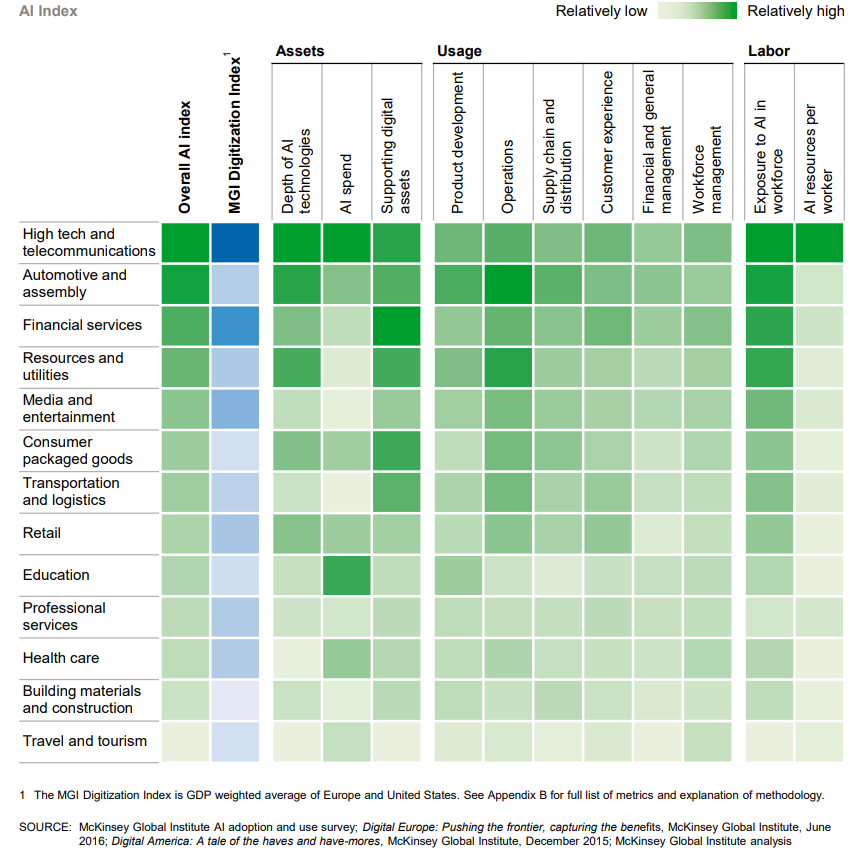 AI Index
Relatively low
Relatively high
Assets
Usage
Labor
Overall AI index
MGI Digitization Index1
Depth of AI
technologies
AI spend
Supporting digital
assets
Product development
Operations
Supply chain and
distribution
Customer experience
Financial and general
management
Workforce
management
Exposure to AI in
workforce
AI resources per
worker
High tech and
telecommunications
Automotive and
assembly
Financial services
Resources and
utilities
Media and
entertainment
Consumer
packaged goods
Transportation
and logistics
Retail
Education
Professional
services
Health care
Building materials
and construction
Travel and tourism
1 The MGI Digitization Index is GDP weighted average of Europe and United States. See Appendix B for full list of metrics and explanation of methodology.
SOURCE: McKinsey Global Institute AI adoption and use survey; Digital Europe: Pushing the frontier, capturing the benefits, McKinsey Global Institute, June
2016; Digital America: A tale of the haves and have-mores, McKinsey Global Institute, December 2015; McKinsey Global Institute analysis